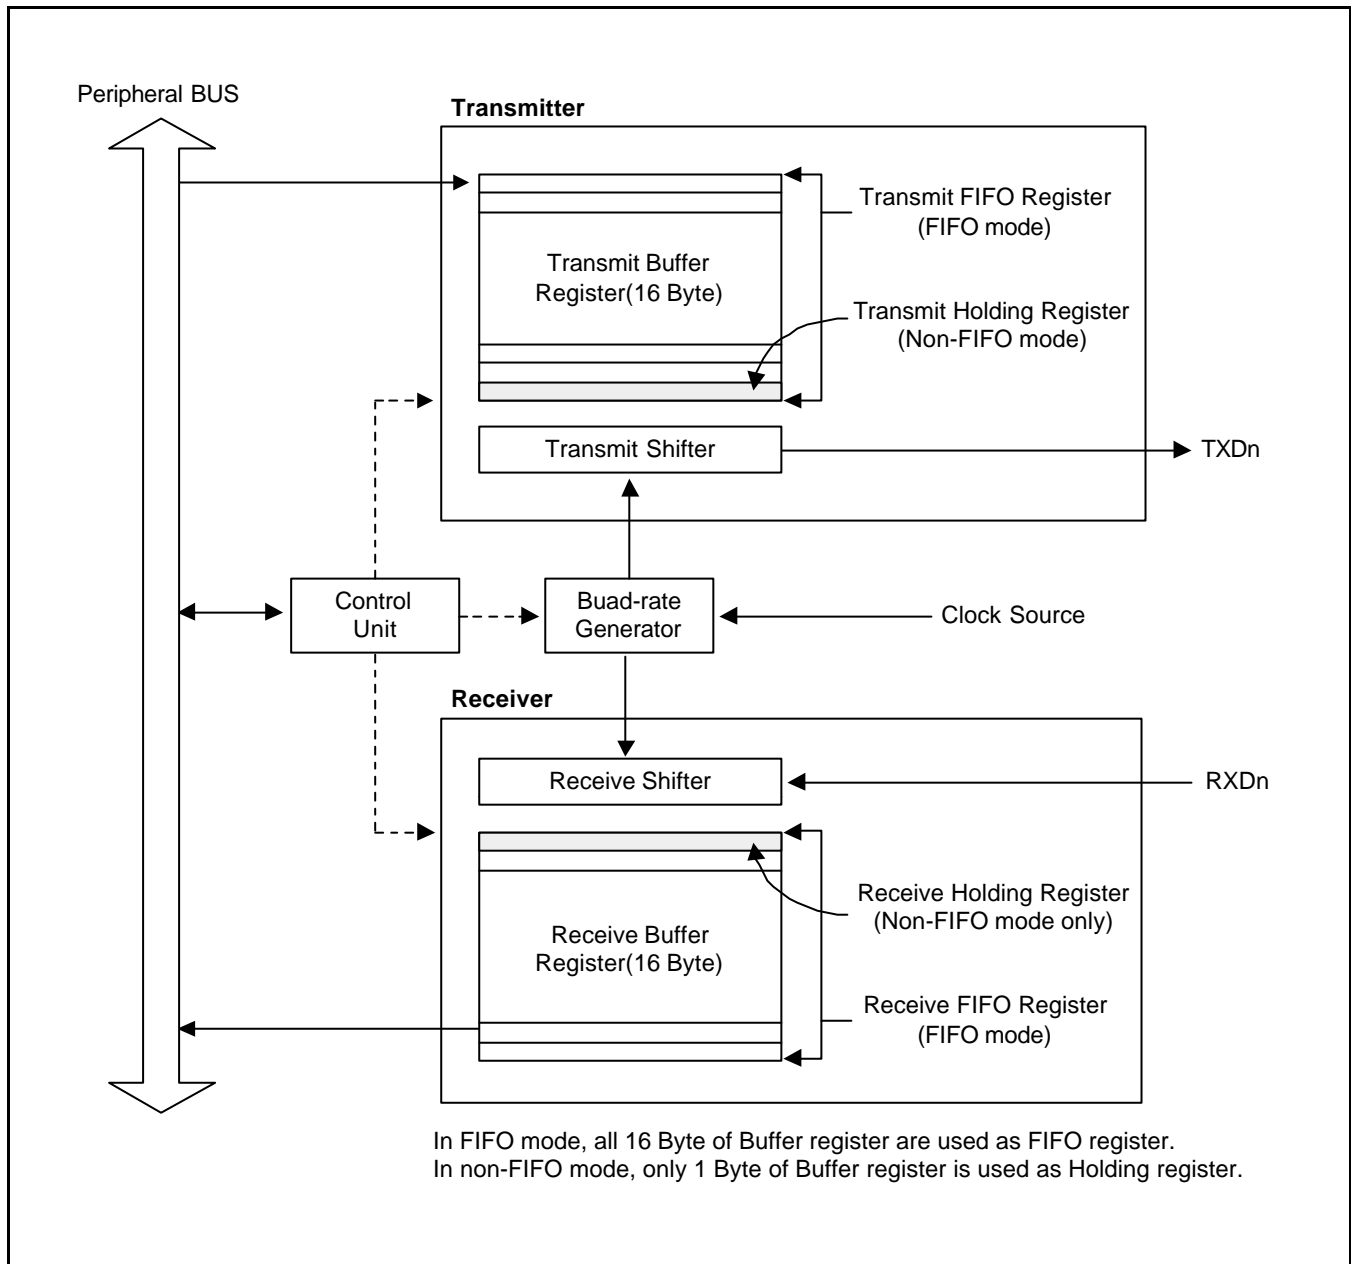 Peripheral BUS
Transmitter
Transmit FIFO Register
(FIFO mode)
Transmit Buffer
Register(16 Byte)
Transmit Holding Register
(Non-FIFO mode)
Transmit Shifter
TXDn
Control
Unit
Buad-rate
Generator
Clock Source
Receiver
Receive Shifter
RXDn
Receive Holding Register
(Non-FIFO mode only)
Receive Buffer
Register(16 Byte)
Receive FIFO Register
(FIFO mode)
In FIFO mode, all 16 Byte of Buffer register are used as FIFO register.
In non-FIFO mode, only 1 Byte of Buffer register is used as Holding register.